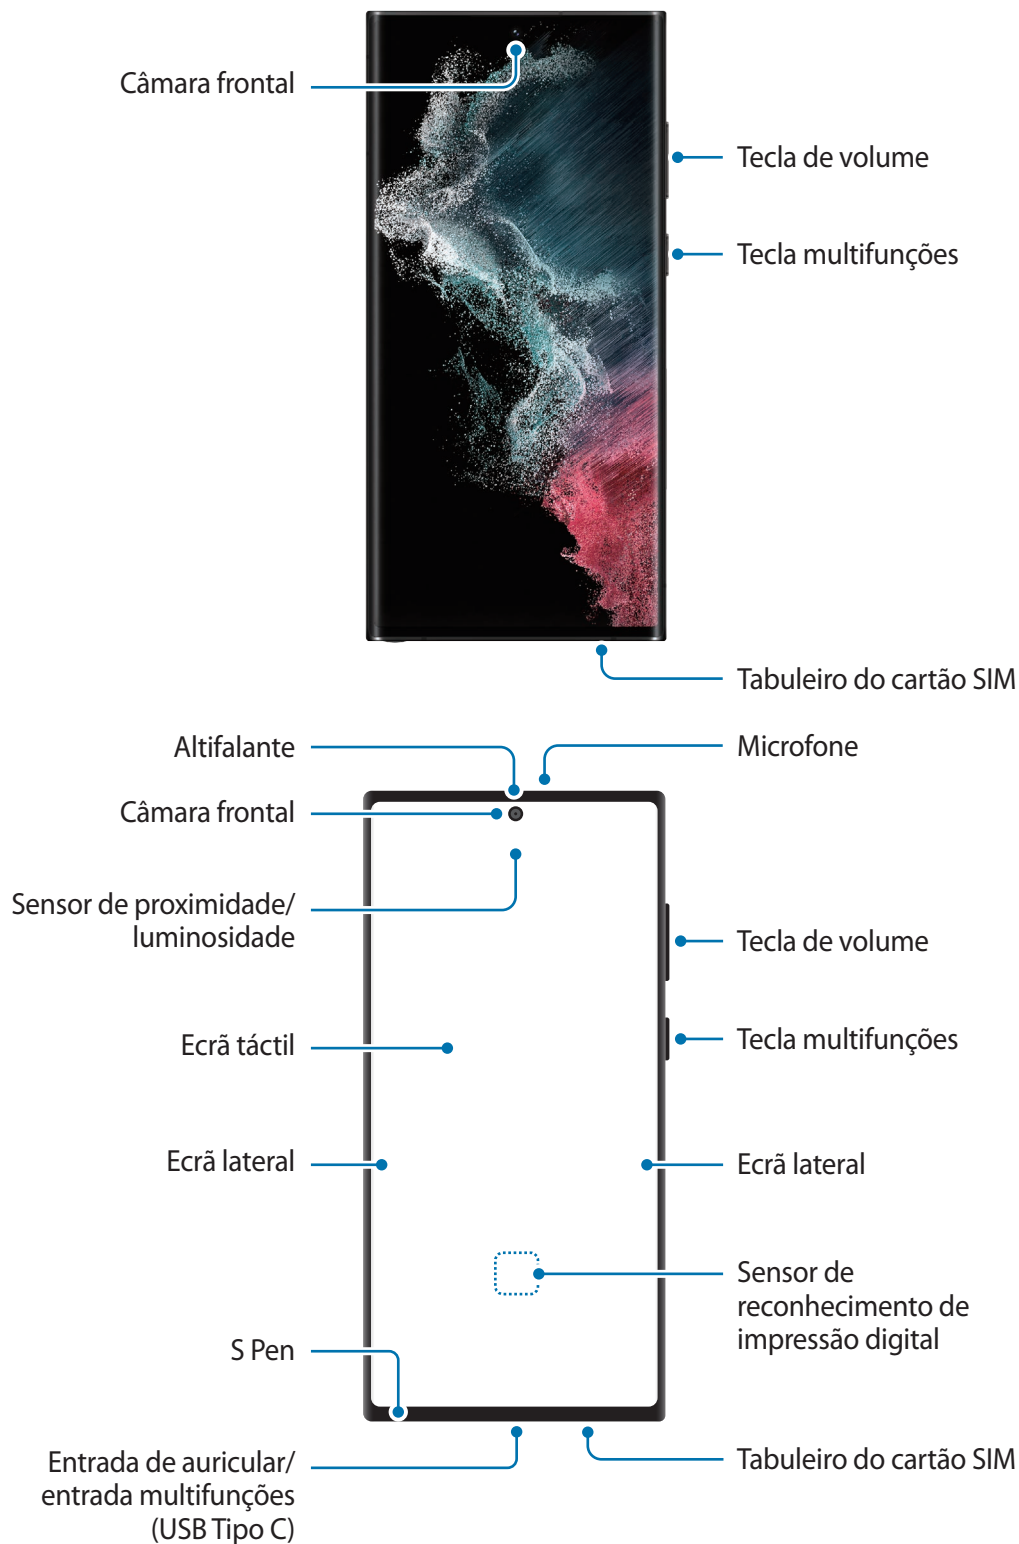 Câmara frontal
Tecla de volume
Tecla multifunções
Tabuleiro do cartão SIM
Altifalante
Microfone
Câmara frontal
Sensor de proximidade/
luminosidade
Tecla de volume
Ecrã táctil
Tecla multifunções
Ecrã lateral
Ecrã lateral
Sensor de
reconhecimento de
impressão digital
S Pen
Entrada de auricular/
entrada multifunções
(USB Tipo C)
Tabuleiro do cartão SIM